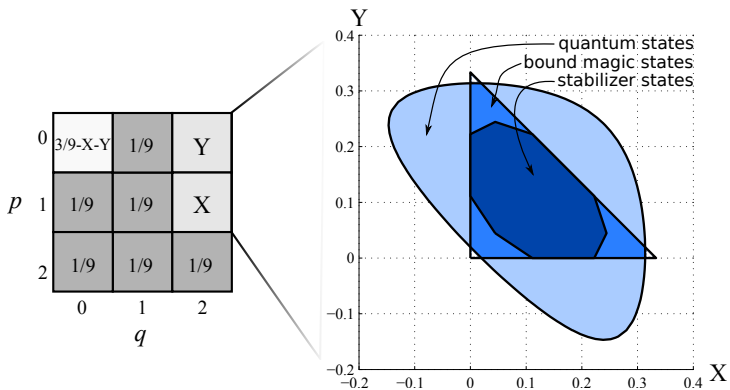 Y
0.4
quantum states
bound magic states
stabilizer states
0.3
0.2
0.1
0
−0.1
−0.2
−0.2 −0.1 0 0.1 0.2 0.3 0.4
X
0 3/9-X-Y 1/9 Y
p 1 1/9 1/9 X
2 1/9 1/9 1/9
0 1 2
q